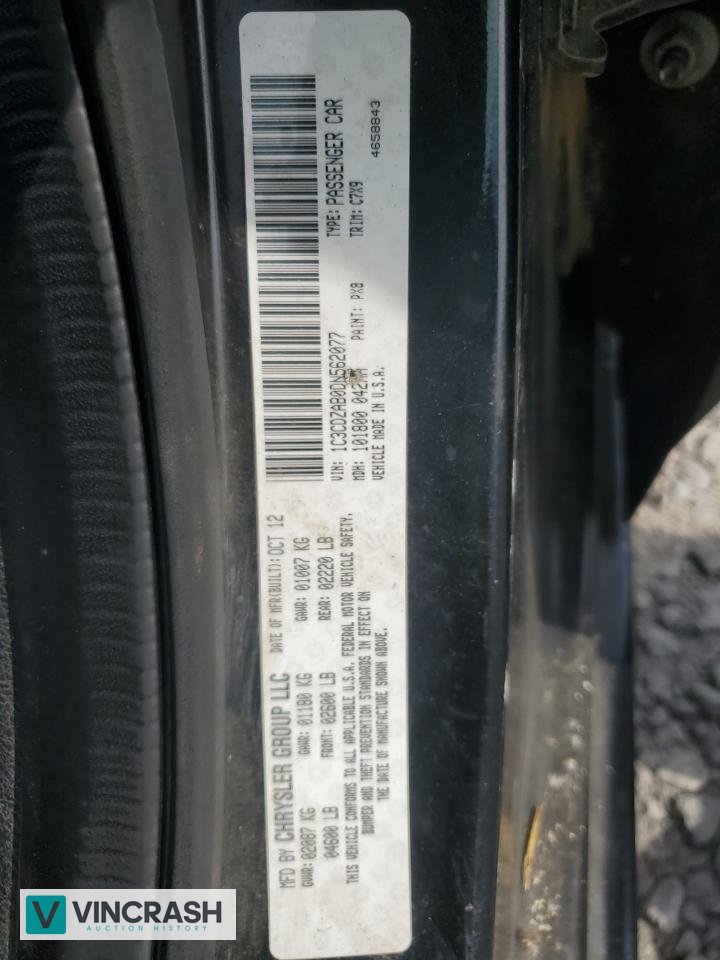 MFD BY CHRYSLER GROUP LLC DATE OF MFR(BUILT): OCT 12
GVWR: 02087 KG GAWR: 01180 KG GAWR: 01007 KG
04600 LB FRONT: 02600 LB REAR: 02220 LB
THIS VEHICLE CONFORMS TO ALL APPLICABLE U.S.A. FEDERAL MOTOR VEHICLE SAFETY,
BUMPER AND THEFT PREVENTION STANDARDS IN EFFECT ON
THE DATE OF MANUFACTURE SHOWN ABOVE.
VIN: 1C3CDZAB0DN562077 TYPE: PASSENGER CAR
MDH: 101800 042 PAINT: PX8 TRIM: C7X9
VEHICLE MADE IN U.S.A. 4658843
V VINCRASH
AUCTION HISTORY